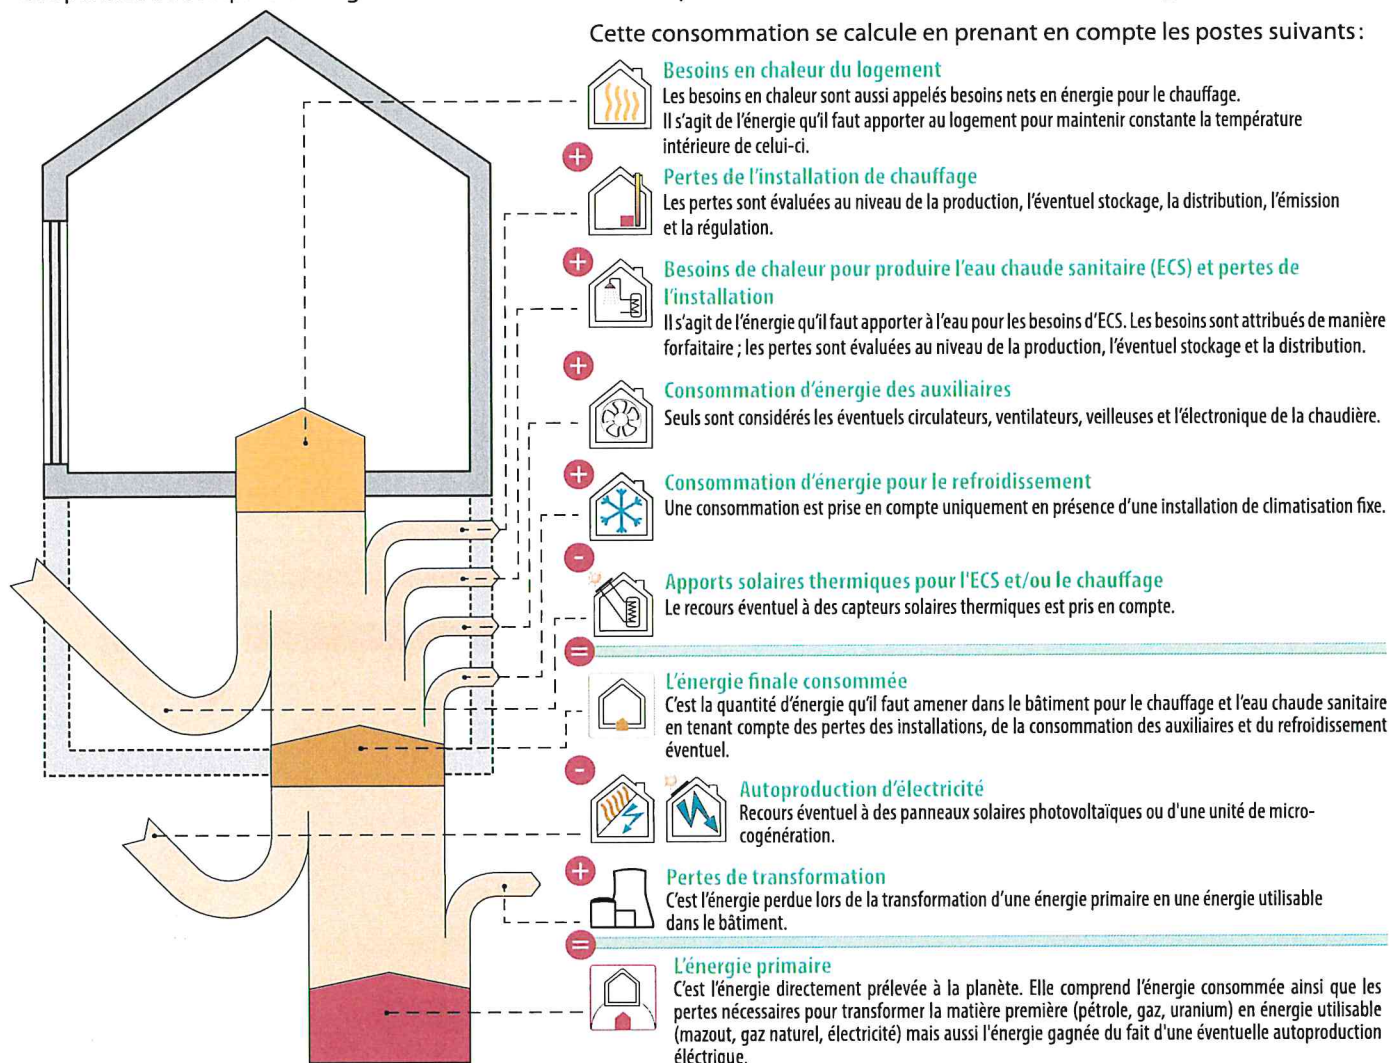 Cette consommation se calcule en prenant en compte les postes suivants :
Besoins en chaleur du logement
Les besoins en chaleur sont aussi appelés besoins nets en énergie pour le chauffage.
Il s'agit de l'énergie qu'il faut apporter au logement pour maintenir constante la température
intérieure de celui-ci.
+
Pertes de l'installation de chauffage
Les pertes sont évaluées au niveau de la production, l'éventuel stockage, la distribution, l'émission
et la régulation.
+
Besoins de chaleur pour produire l'eau chaude sanitaire (ECS) et pertes de
l'installation
Il s'agit de l'énergie qu'il faut apporter à l'eau pour les besoins d'ECS. Les besoins sont attribués de manière
forfaitaire ; les pertes sont évaluées au niveau de la production, l'éventuel stockage et la distribution.
+
Consommation d'énergie des auxiliaires
Seuls sont considérés les éventuels circulateurs, ventilateurs, veilleuses et l'électronique de la chaudière.
+
Consommation d'énergie pour le refroidissement
Une consommation est prise en compte uniquement en présence d'une installation de climatisation fixe.
-
Apports solaires thermiques pour l'ECS et/ou le chauffage
Le recours éventuel à des capteurs solaires thermiques est pris en compte.
=
L'énergie finale consommée
C'est la quantité d'énergie qu'il faut amener dans le bâtiment pour le chauffage et l'eau chaude sanitaire
en tenant compte des pertes des installations, de la consommation des auxiliaires et du refroidissement
éventuel.
-
Autoproduction d'électricité
Recours éventuel à des panneaux solaires photovoltaïques ou d'une unité de micro-
cogénération.
+
Pertes de transformation
C'est l'énergie perdue lors de la transformation d'une énergie primaire en une énergie utilisable
dans le bâtiment.
=
L'énergie primaire
C'est l'énergie directement prélevée à la planète. Elle comprend l'énergie consommée ainsi que les
pertes nécessaires pour transformer la matière première (pétrole, gaz, uranium) en énergie utilisable
(mazout, gaz naturel, électricité) mais aussi l'énergie gagnée du fait d'une éventuelle autoproduction
éléctrique.